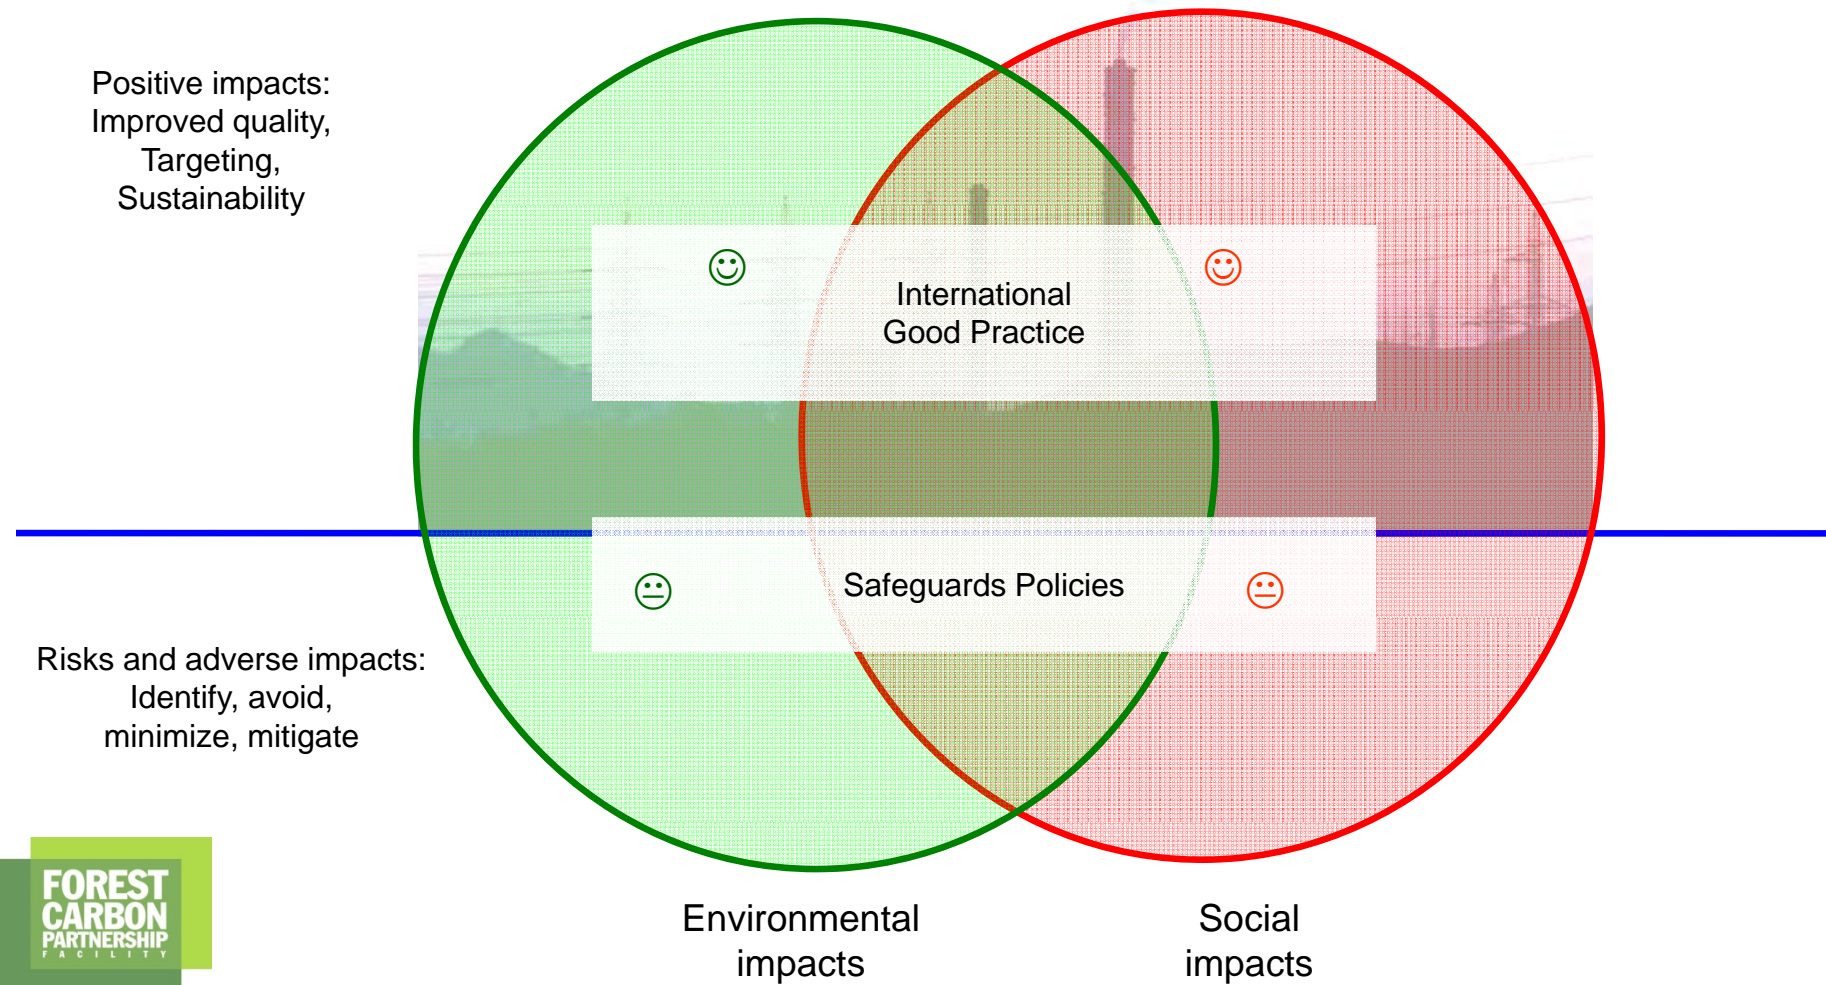 Positive impacts:
Improved quality,
Targeting,
Sustainability
International
Good Practice
Safeguards Policies
Risks and adverse impacts:
Identify, avoid,
minimize, mitigate
FOREST
CARBON
PARTNERSHIP
FACILITY
Environmental
impacts
Social
impacts